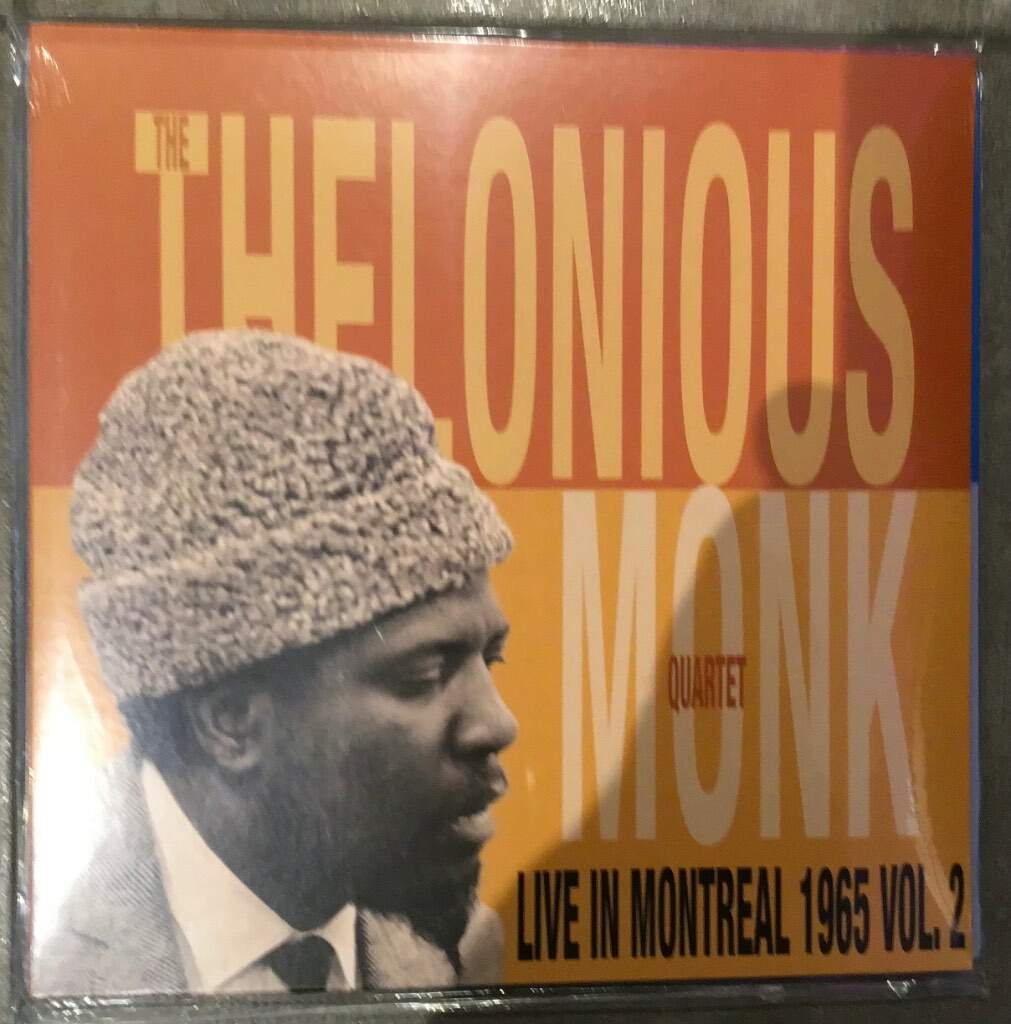 THE
THELONIOUS
MONK
QUARTET
LIVE IN MONTREAL 1965 VOL. 2